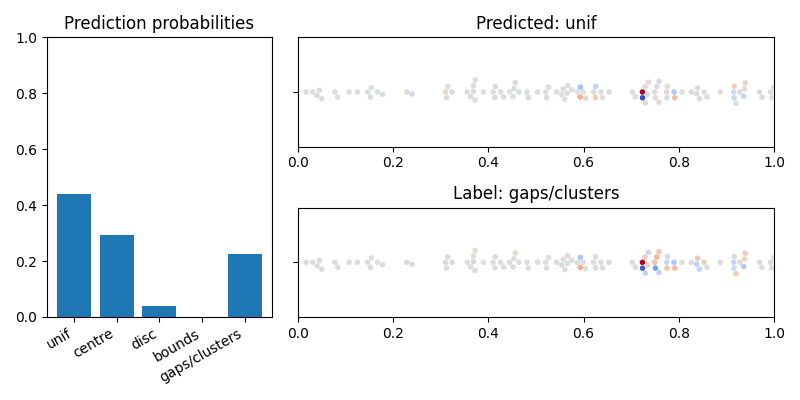 Prediction probabilities
1.0
0.8
0.6
0.4
0.2
0.0
unif
centre
disc
bounds
gaps/clusters
Predicted: unif
0.0 0.2 0.4 0.6 0.8 1.0
Label: gaps/clusters
0.0 0.2 0.4 0.6 0.8 1.0